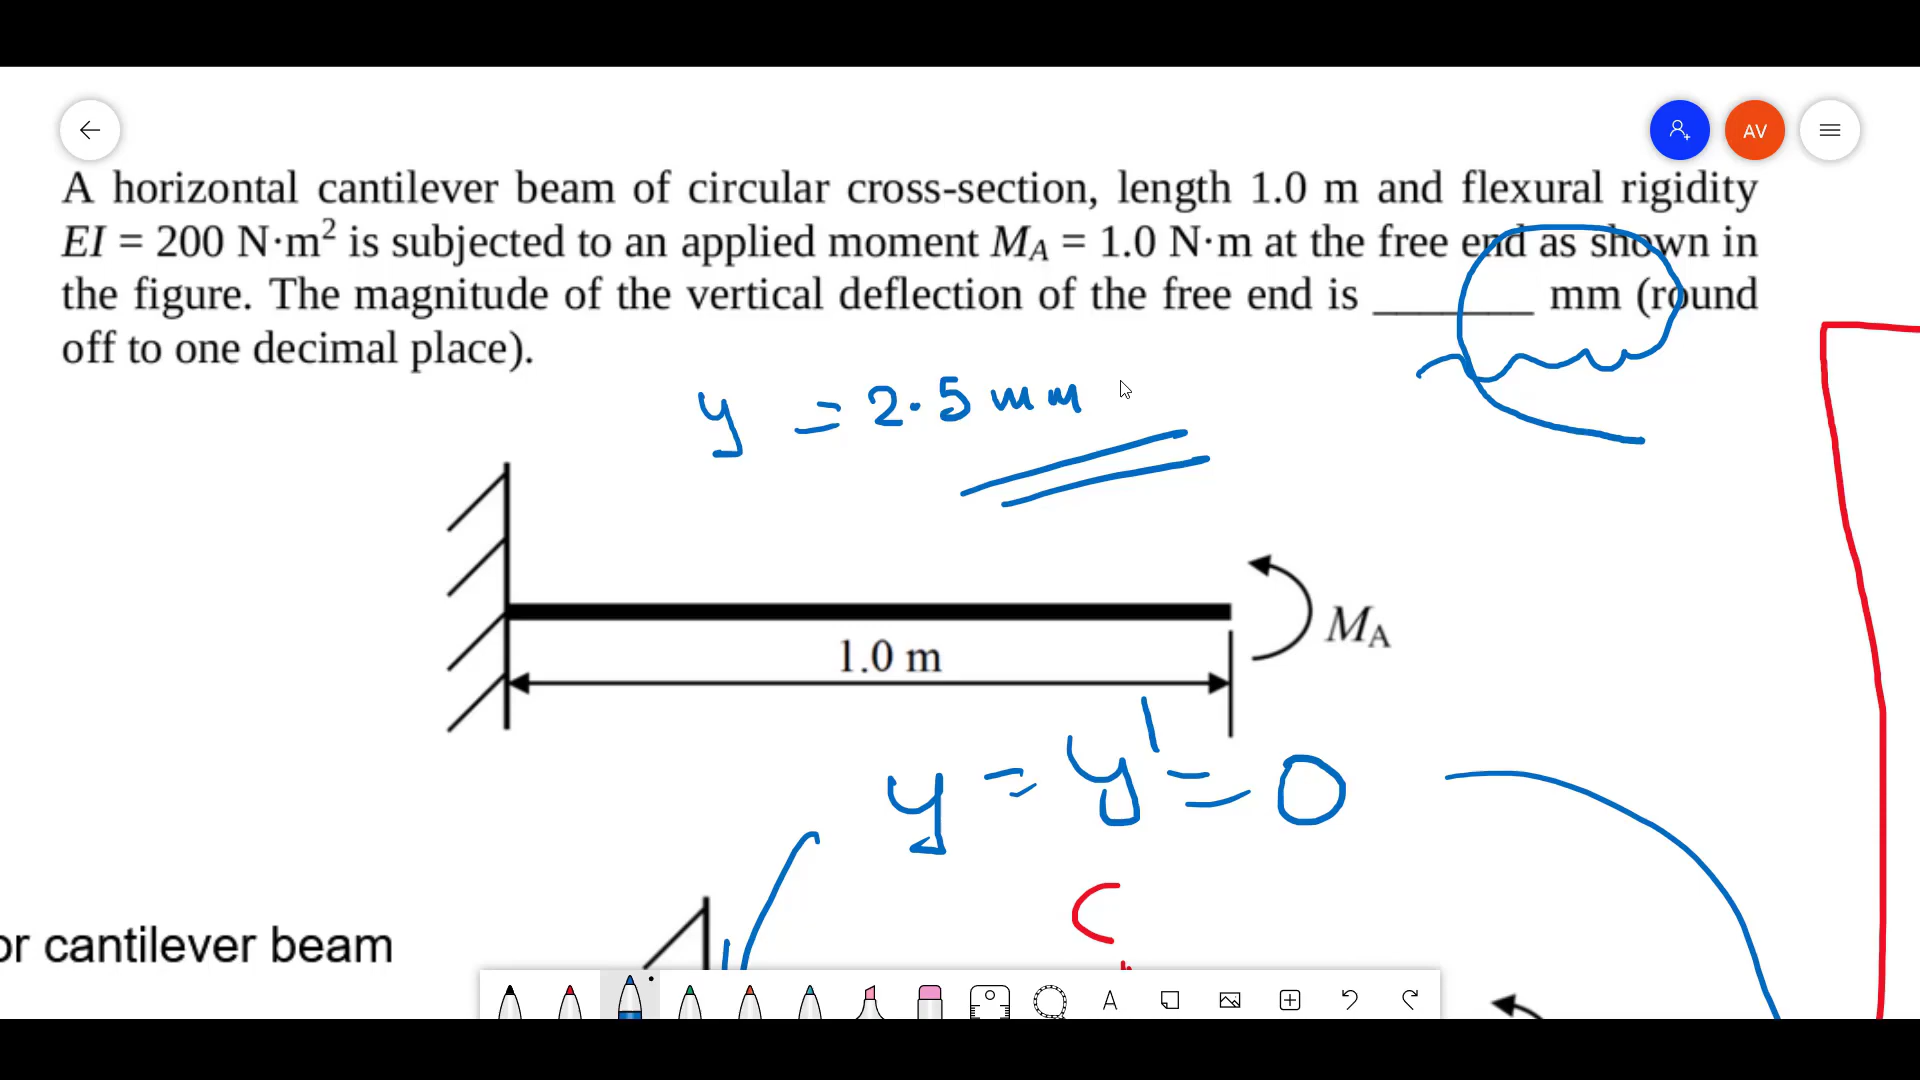 AV
A horizontal cantilever beam of circular cross-section, length 1.0 m and flexural rigidity
EI = 200 N·m² is subjected to an applied moment M_A = 1.0 N·m at the free end as shown in
the figure. The magnitude of the vertical deflection of the free end is ________ mm (round
off to one decimal place).
y = 2.5 mm
M_A
1.0 m
y = y' = 0
or cantilever beam
A